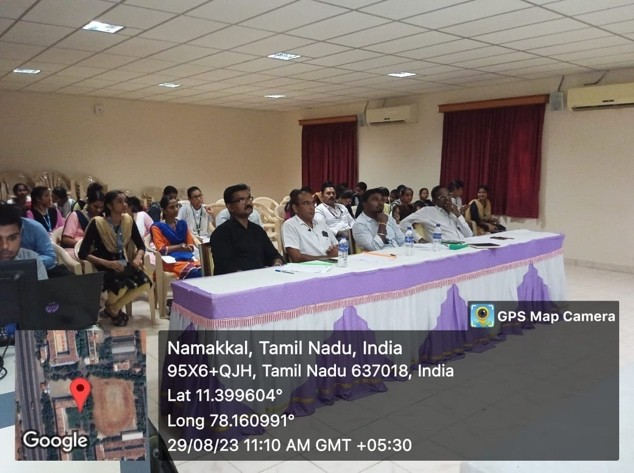 GPS Map Camera
Namakkal, Tamil Nadu, India
95X6+QJH, Tamil Nadu 637018, India
Lat 11.399604°
Long 78.160991°
29/08/23 11:10 AM GMT +05:30
Google